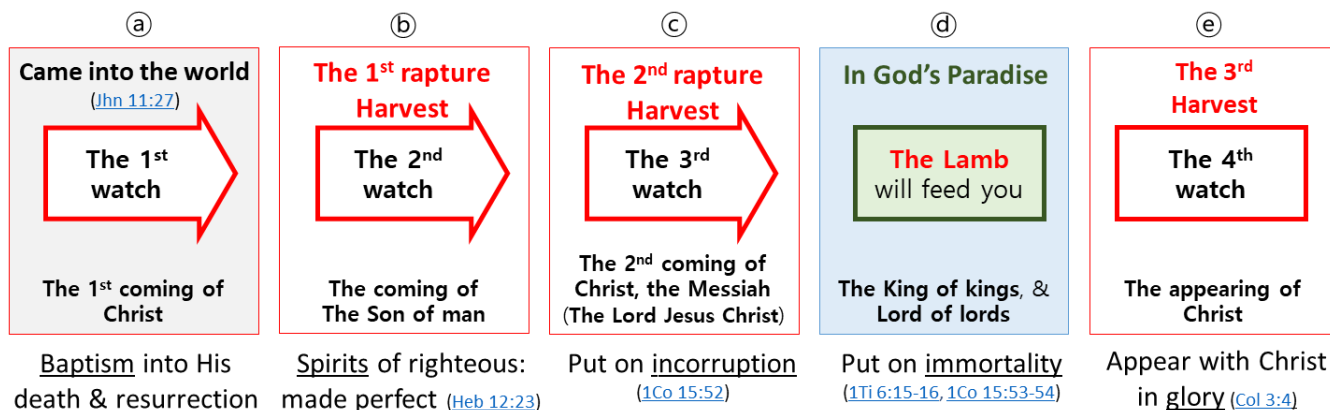 ⓐ
Came into the world
(Jhn 11:27)
The 1st
watch
The 1st coming of
Christ
Baptism into His
death & resurrection
ⓑ
The 1st rapture
Harvest
The 2nd
watch
The coming of
The Son of man
Spirits of righteous:
made perfect (Heb 12:23)
ⓒ
The 2nd rapture
Harvest
The 3rd
watch
The 2nd coming of
Christ, the Messiah
(The Lord Jesus Christ)
Put on incorruption
(1Co 15:52)
ⓓ
In God’s Paradise
The Lamb
will feed you
The King of kings, &
Lord of lords
Put on immortality
(1Ti 6:15-16, 1Co 15:53-54)
ⓔ
The 3rd
Harvest
The 4th
watch
The appearing of
Christ
Appear with Christ
in glory (Col 3:4)